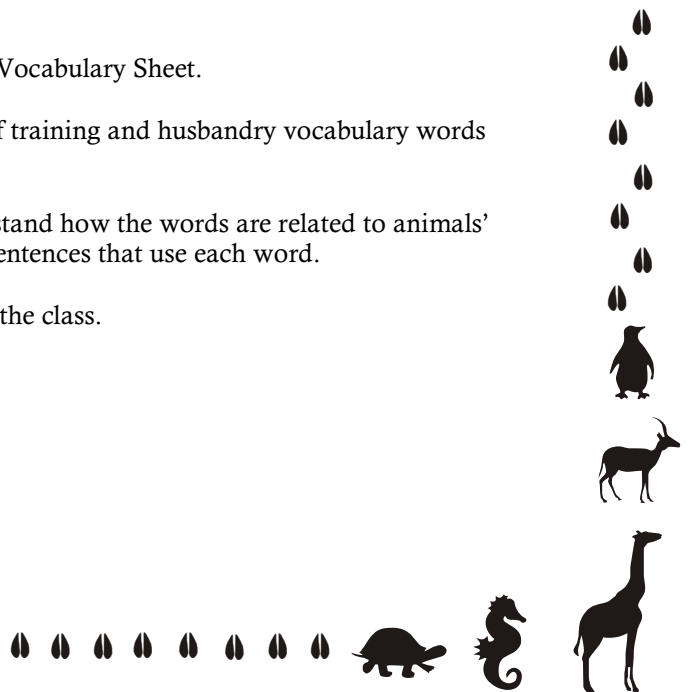 Vocabulary Sheet.
f training and husbandry vocabulary words
stand how the words are related to animals’
entences that use each word.
the class.